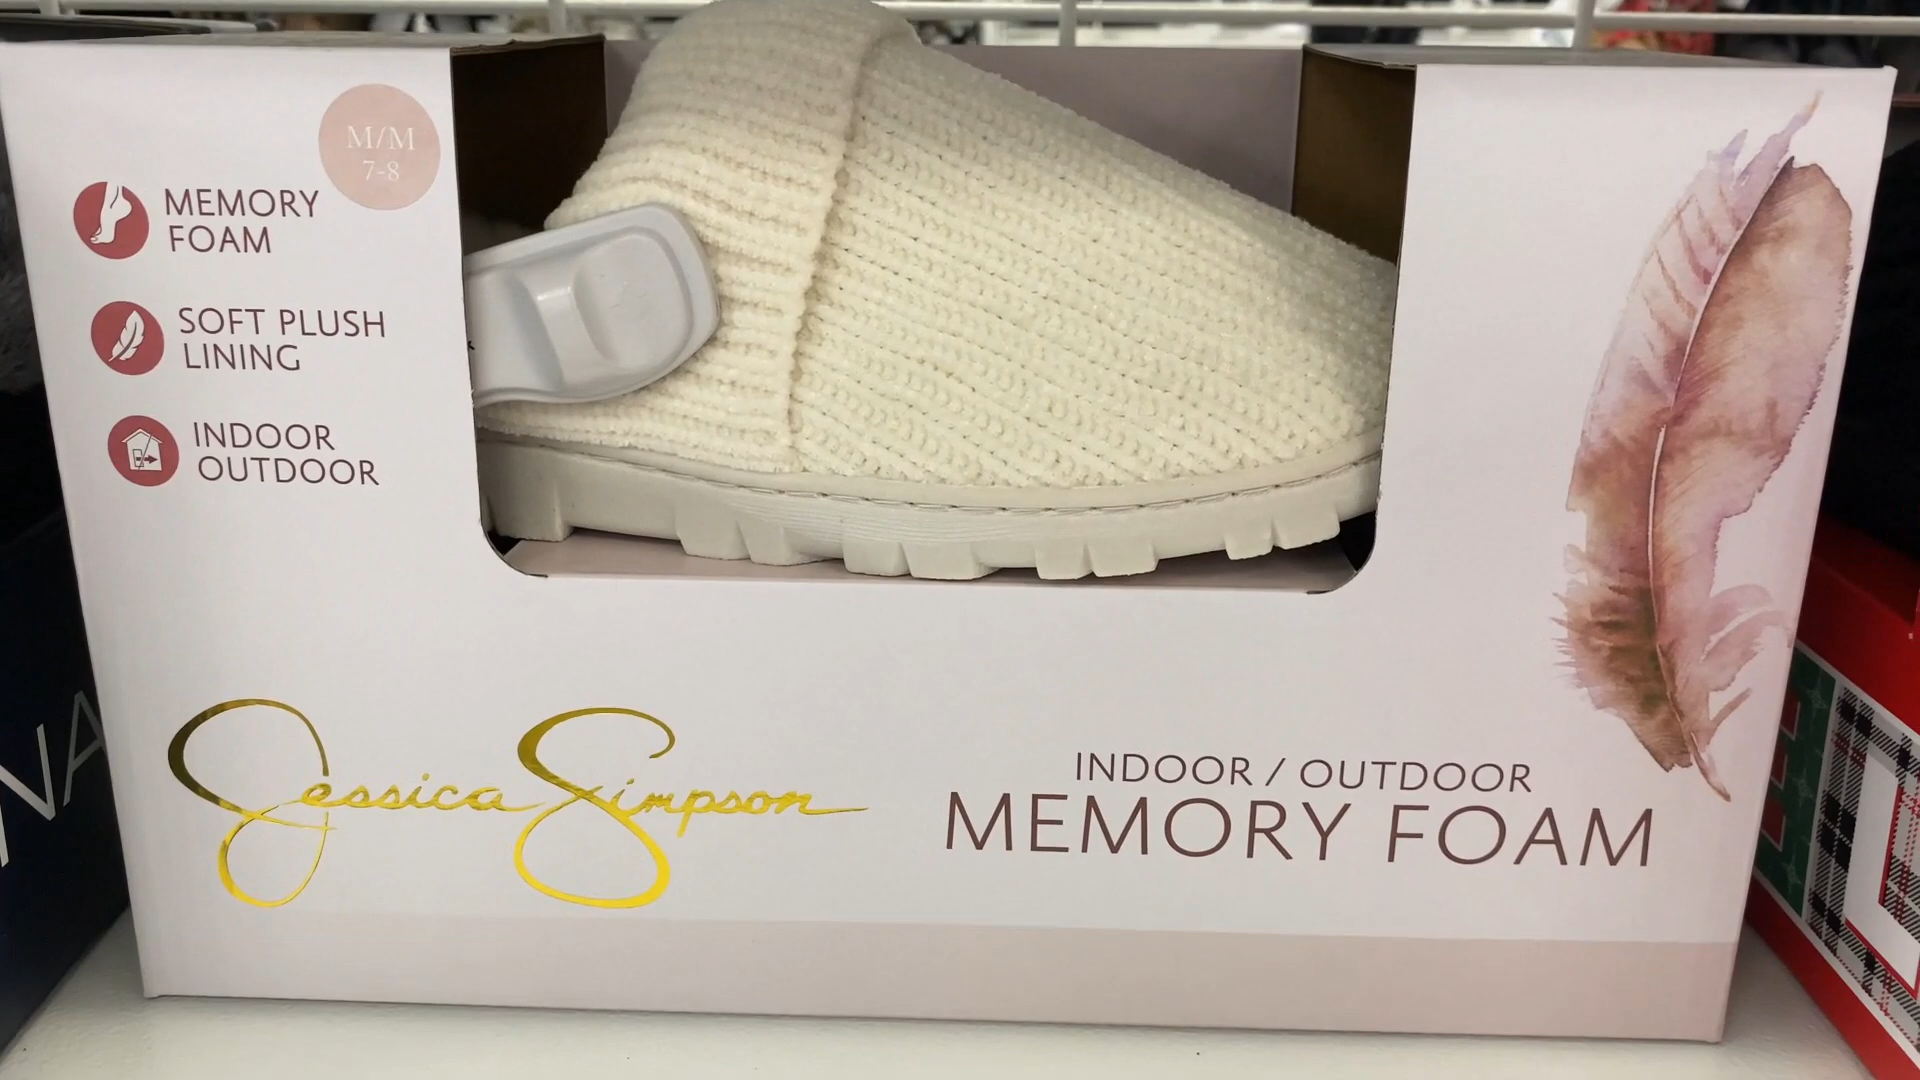 M/M
7-8
MEMORY
FOAM
SOFT PLUSH
LINING
INDOOR
OUTDOOR
Jessica Simpson
INDOOR / OUTDOOR
MEMORY FOAM